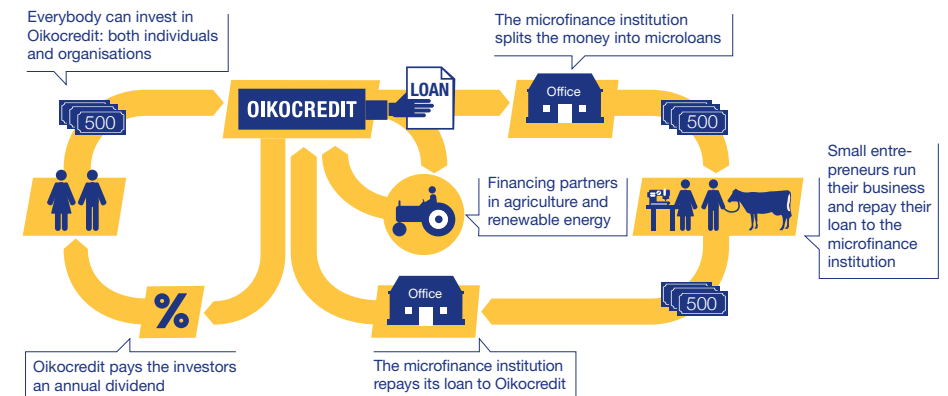 Everybody can invest in
Oikocredit: both individuals
and organisations
The microfinance institution
splits the money into microloans
OIKOCREDIT
LOAN
Office
500
500
Small entre-
preneurs run
their business
and repay their
loan to the
microfinance
institution
Financing partners
in agriculture and
renewable energy
%
Office
500
Oikocredit pays the investors
an annual dividend
The microfinance institution
repays its loan to Oikocredit